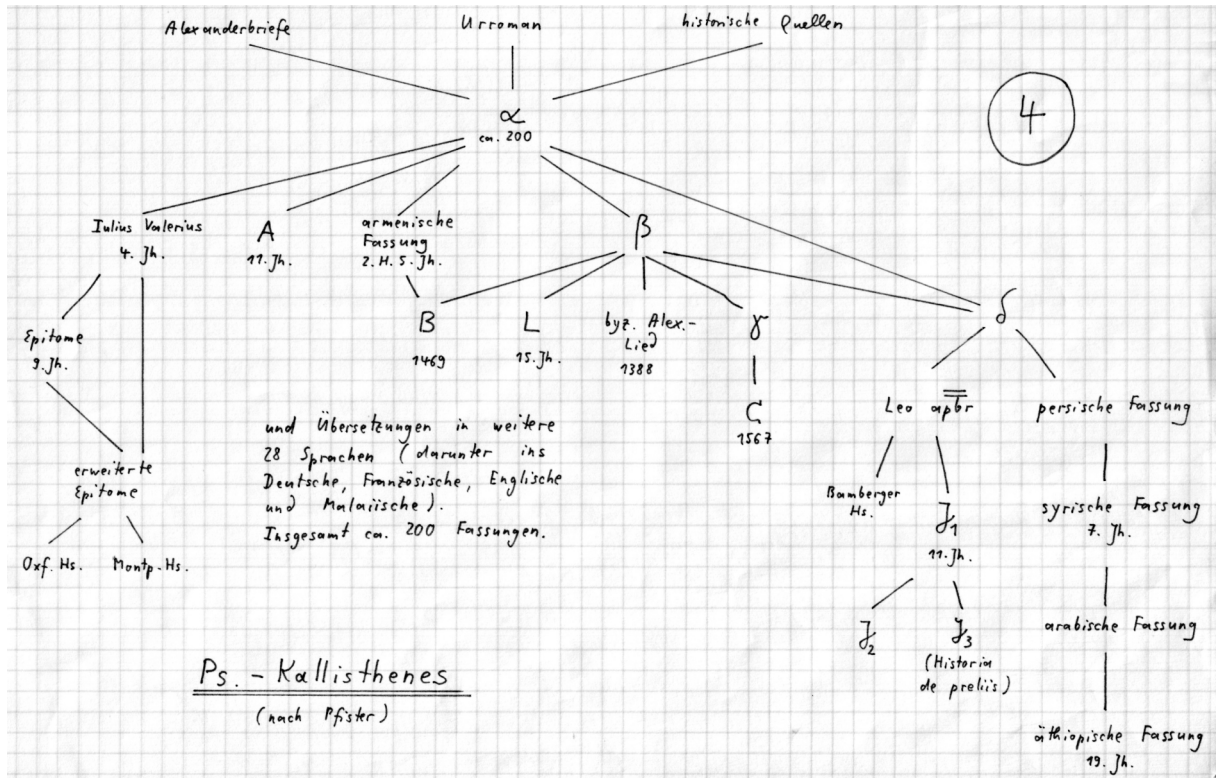 Alexanderbriefe
Urroman
historische Quellen
α
ca. 200
4
Iulius Valerius
4. Jh.
A
11. Jh.
armenische
Fassung
2. H. 5. Jh.
β
Epitome
9. Jh.
B
1469
L
15. Jh.
byz. Alex.-
Lied
1388
γ
C
1567
δ
Leo
persische Fassung
und Übersetzungen in weitere
28 Sprachen (darunter ins
Deutsche, Französische, Englische
und Malaiische).
Insgesamt ca. 200 Fassungen.
erweiterte
Epitome
Oxf. Hs.
Montp. Hs.
Bamberger
Hs.
J1
11. Jh.
syrische Fassung
7. Jh.
J2
J3
(Historia
de preliis)
arabische Fassung
äthiopische Fassung
19. Jh.
Ps. - Kallisthenes
(nach Pfister)